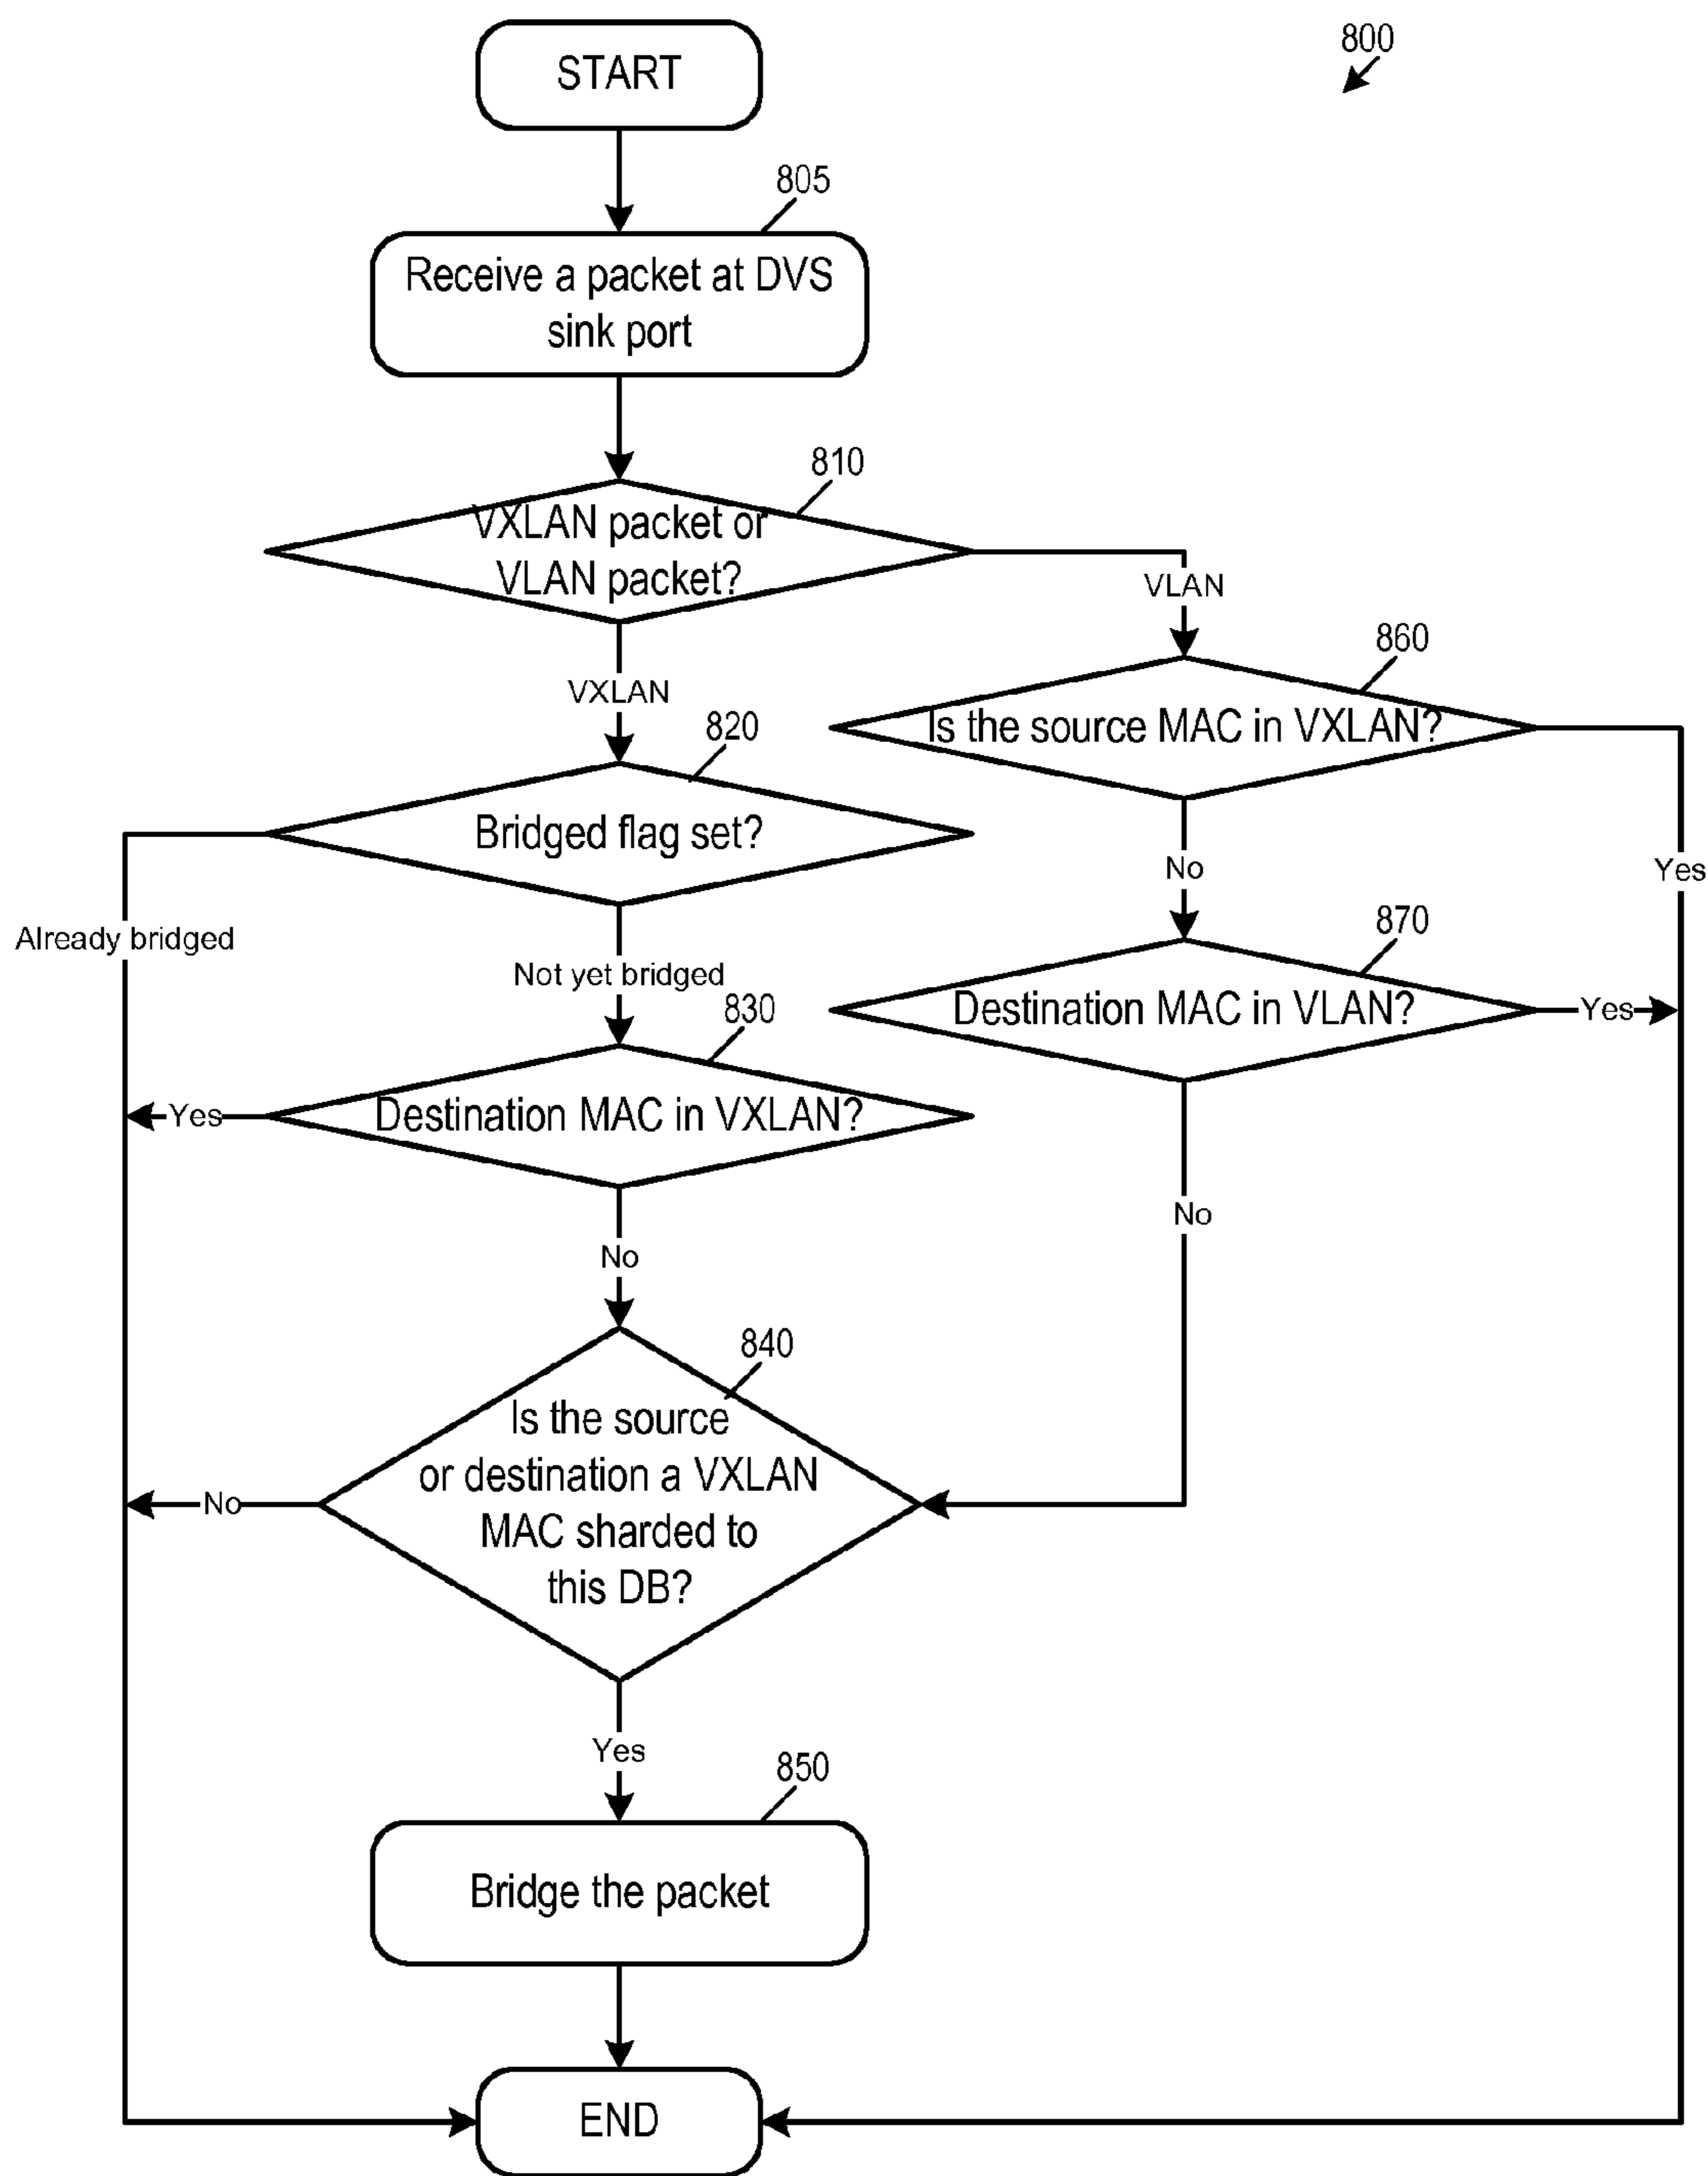 START
800
805
Receive a packet at DVS
sink port
810
VXLAN packet or
VLAN packet?
VLAN
VXLAN
860
Is the source MAC in VXLAN?
820
Bridged flag set?
No
Yes
Already bridged
Not yet bridged
870
Destination MAC in VLAN?
Yes
830
Destination MAC in VXLAN?
Yes
No
No
840
Is the source
or destination a VXLAN
MAC sharded to
this DB?
No
Yes
850
Bridge the packet
END